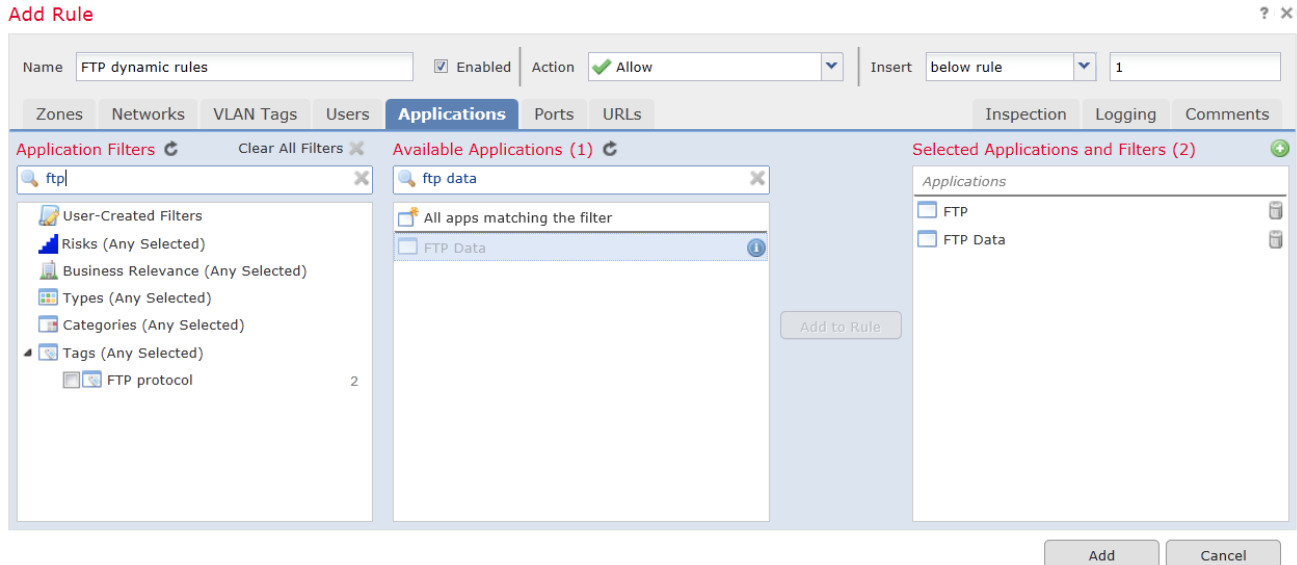 Add Rule ? X
Name FTP dynamic rules Enabled Action Allow Insert below rule 1
Zones Networks VLAN Tags Users Applications Ports URLs Inspection Logging Comments
Application Filters Clear All Filters Available Applications (1) Selected Applications and Filters (2)
ftp ftp data Applications
User-Created Filters All apps matching the filter FTP
Risks (Any Selected) FTP Data FTP Data
Business Relevance (Any Selected)
Types (Any Selected)
Categories (Any Selected) Add to Rule
Tags (Any Selected)
FTP protocol 2
Add Cancel